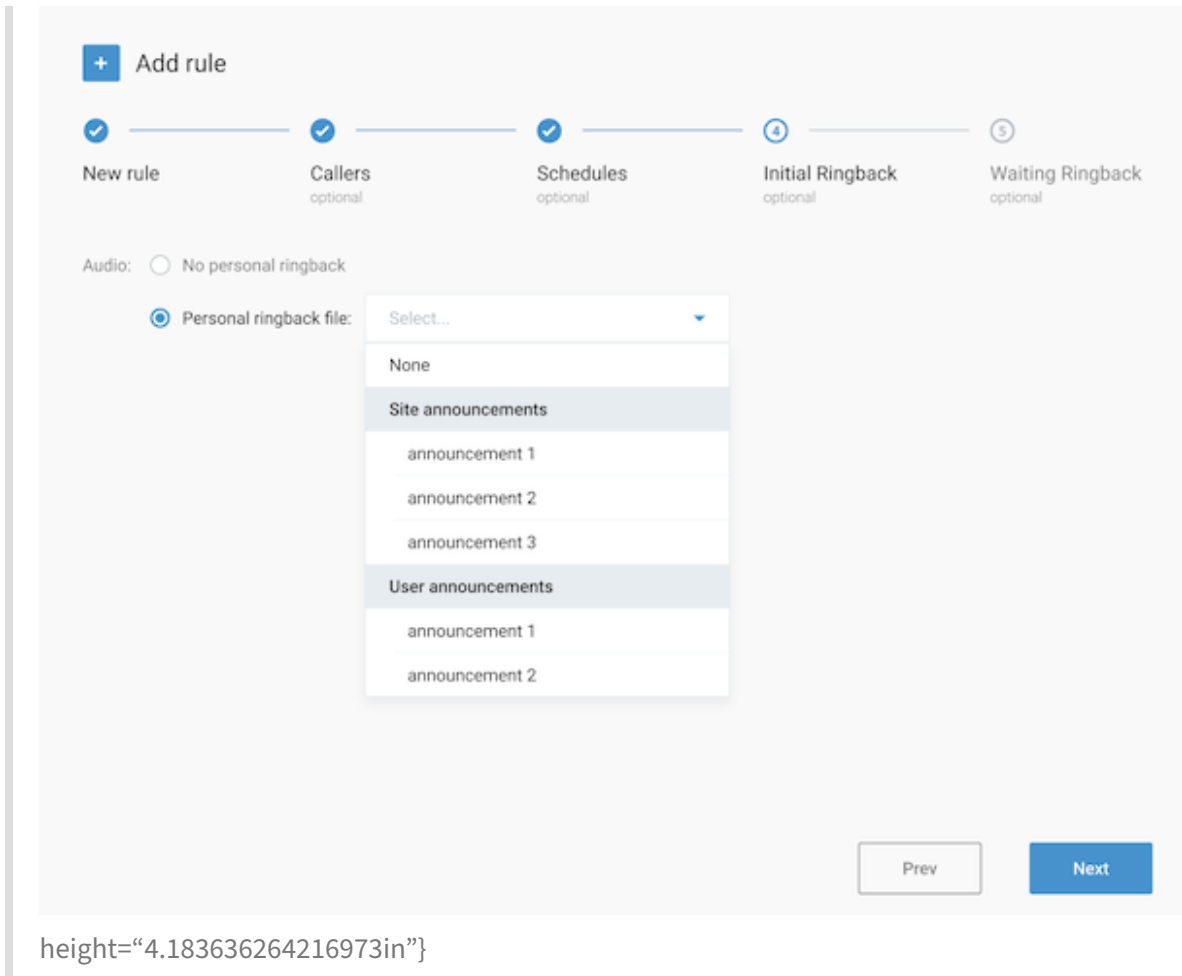 + Add rule
4 5
New rule Callers Schedules Initial Ringback Waiting Ringback
optional optional optional optional
Audio: No personal ringback
Personal ringback file: Select...
None
Site announcements
announcement 1
announcement 2
announcement 3
User announcements
announcement 1
announcement 2
Prev Next
height=“4.183636264216973in”}